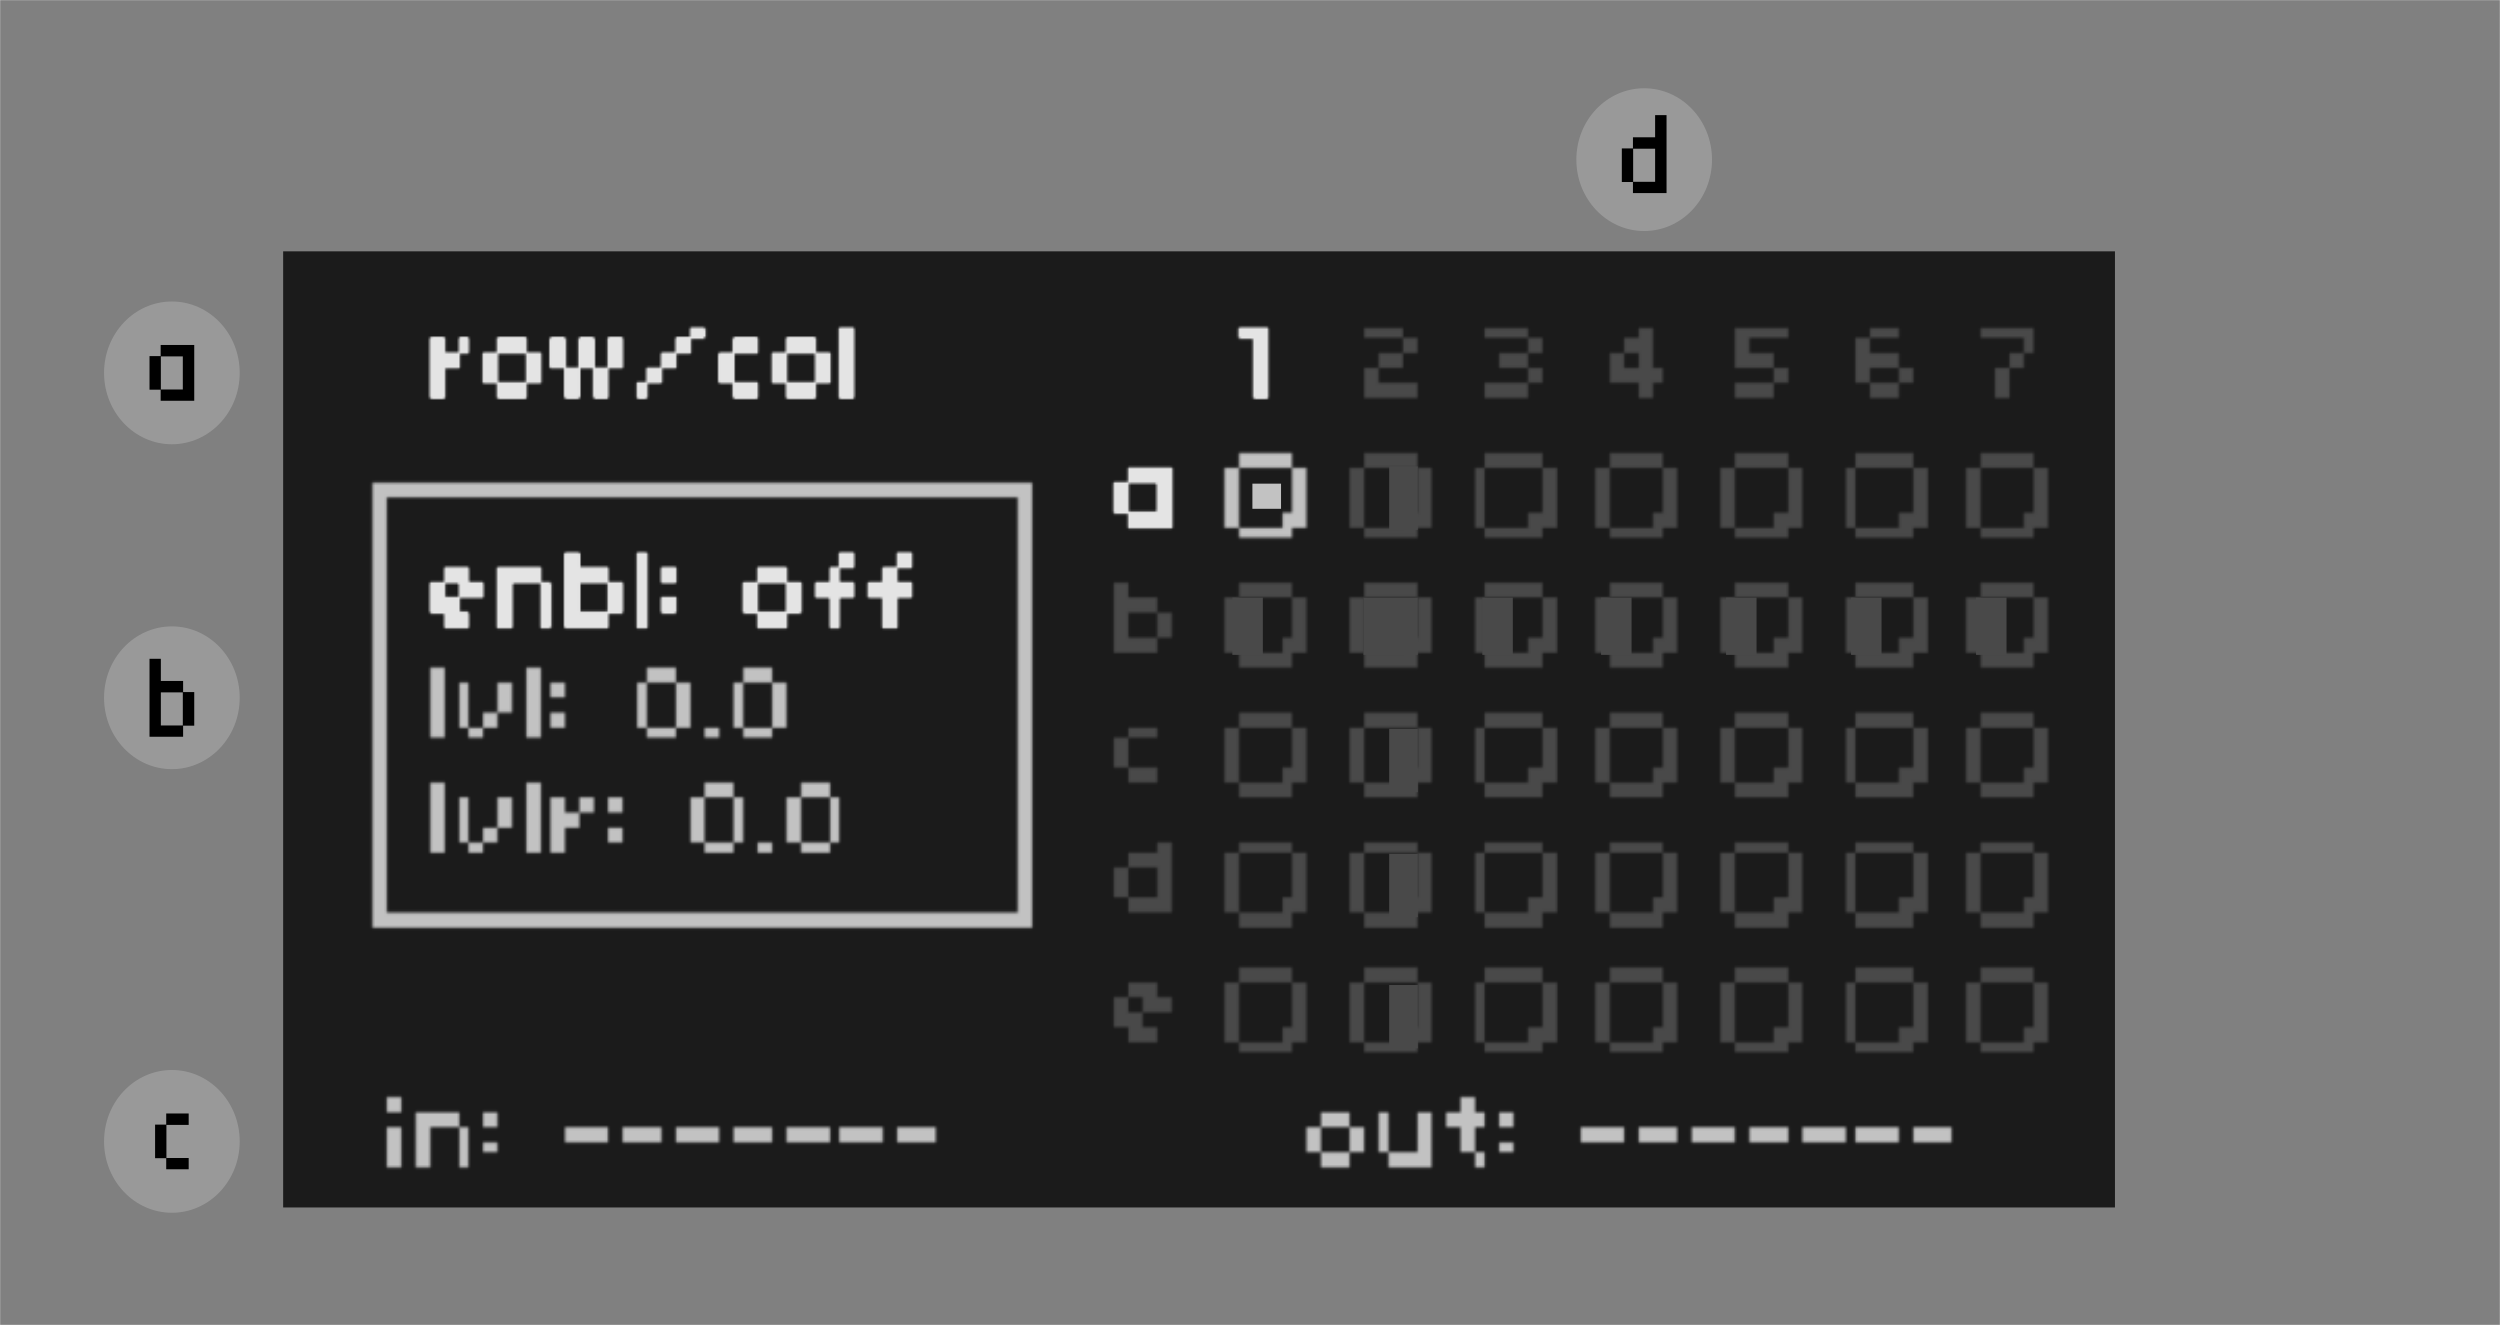 d
a
row/col
1 2 3 4 5 6 7
a
enbl: off
b
b
lvl: 0.0
c
lvlr: 0.0
d
e
c
in: -------
out: -------